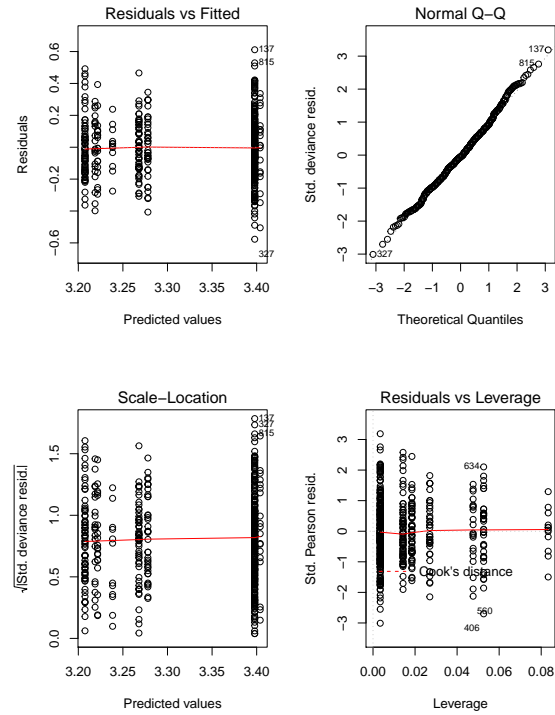 Residuals vs Fitted
Residuals
0.6
0.2
−0.2
−0.6
137
815
327
3.20 3.25 3.30 3.35 3.40
Predicted values
Normal Q−Q
Std. deviance resid.
3
2
1
0
−1
−2
−3
137
815
327
−3 −2 −1 0 1 2 3
Theoretical Quantiles
Scale−Location
√|Std. deviance resid.|
1.5
1.0
0.5
0.0
137
327
815
3.20 3.25 3.30 3.35 3.40
Predicted values
Residuals vs Leverage
Std. Pearson resid.
3
2
1
0
−1
−2
−3
634
Cook's distance
560
406
0.00 0.02 0.04 0.06 0.08
Leverage